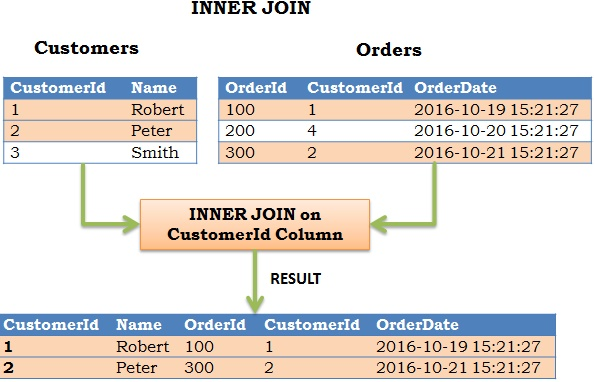 INNER JOIN
Customers
Orders
CustomerId Name
1 Robert
2 Peter
3 Smith
OrderId CustomerId OrderDate
100 1 2016-10-19 15:21:27
200 4 2016-10-20 15:21:27
300 2 2016-10-21 15:21:27
INNER JOIN on
CustomerId Column
RESULT
CustomerId Name OrderId CustomerId OrderDate
1 Robert 100 1 2016-10-19 15:21:27
2 Peter 300 2 2016-10-21 15:21:27